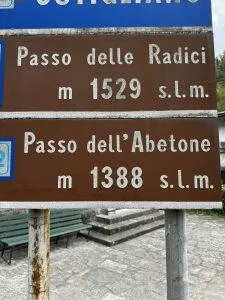 Passo delle Radici
m 1529 s.l.m.
Passo dell'Abetone
m 1388 s.l.m.